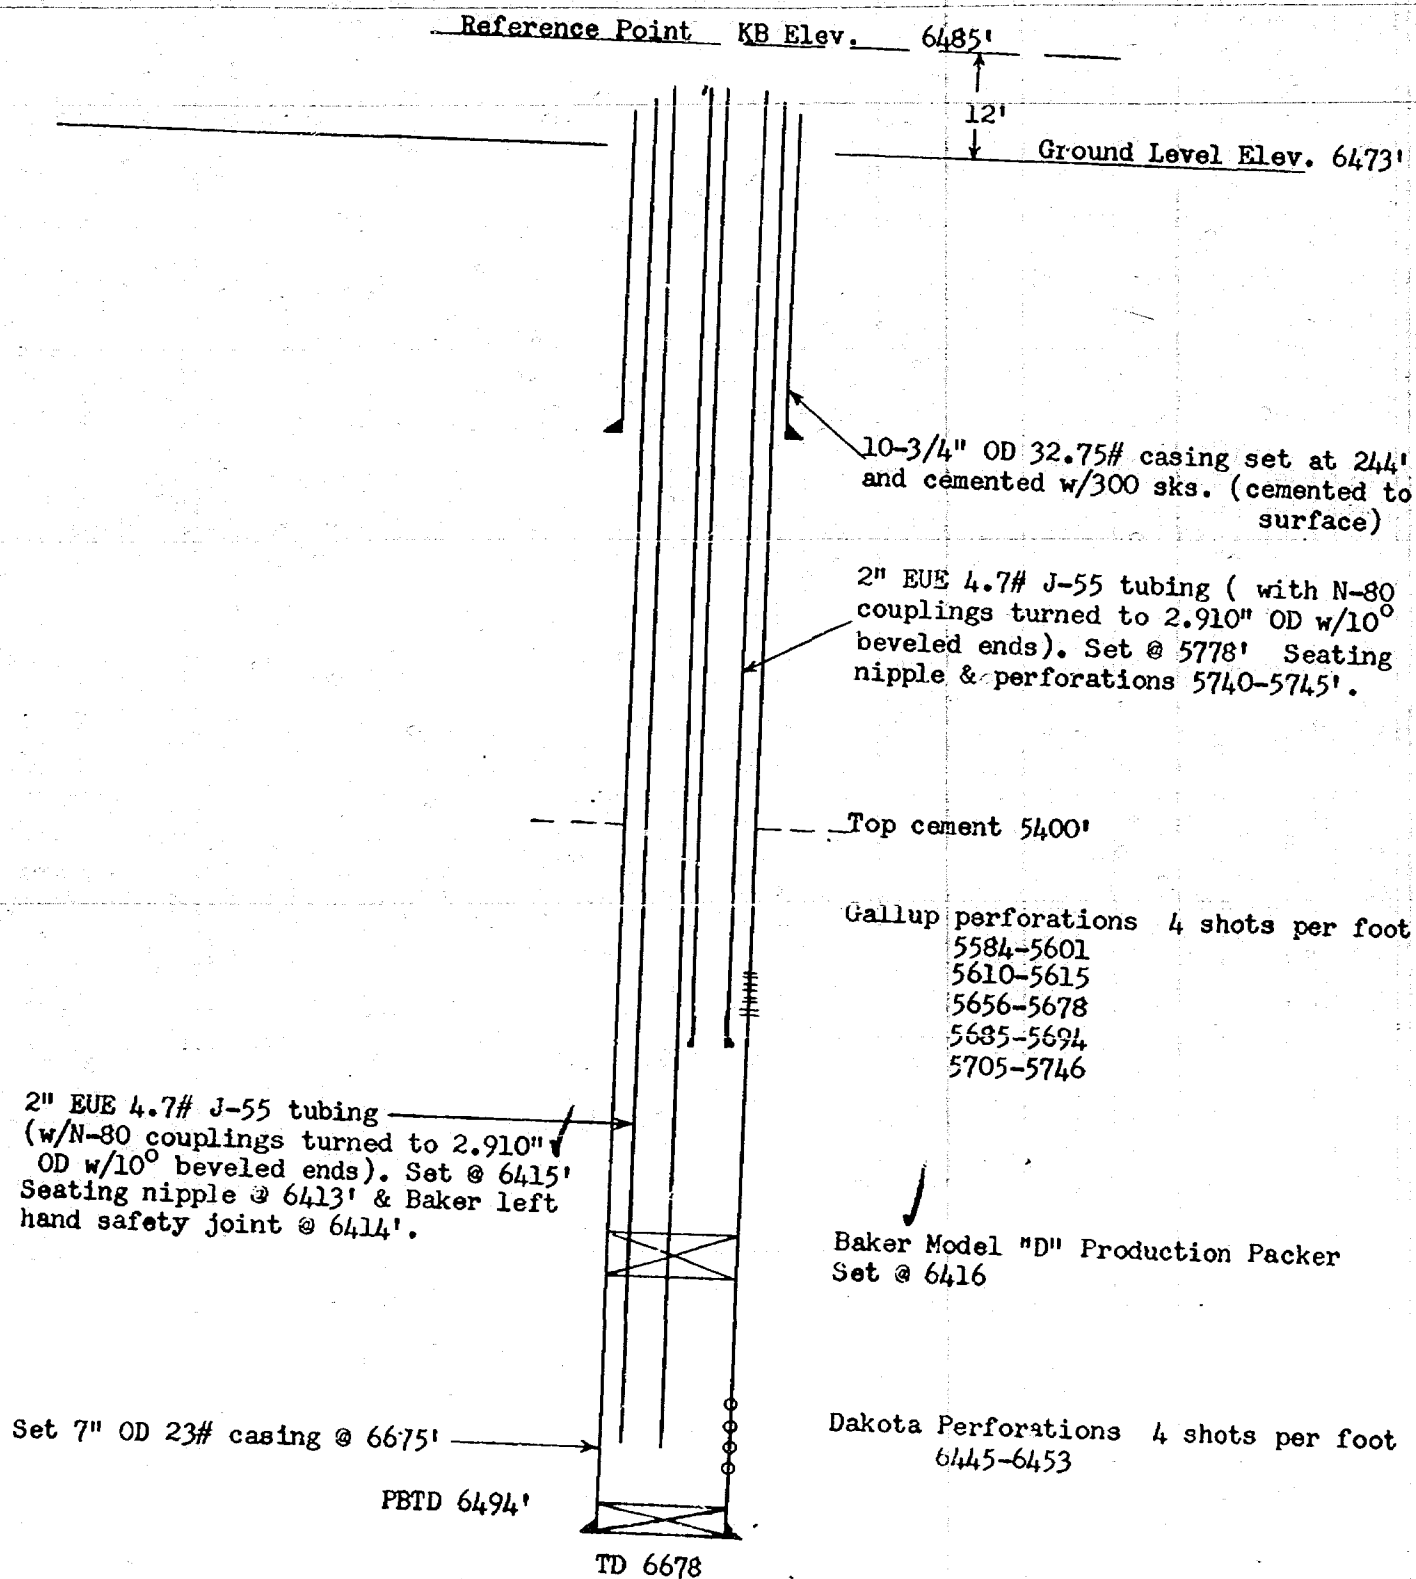 Reference Point KB Elev. 6485'
12'
Ground Level Elev. 6473'
10-3/4" OD 32.75# casing set at 244'
and cemented w/300 sks. (cemented to
surface)
2" EUE 4.7# J-55 tubing ( with N-80
couplings turned to 2.910" OD w/10°
beveled ends). Set @ 5778' Seating
nipple & perforations 5740-5745'.
Top cement 5400'
Gallup perforations 4 shots per foot
5584-5601
5610-5615
5656-5678
5685-5694
5705-5746
2" EUE 4.7# J-55 tubing
(w/N-80 couplings turned to 2.910"
OD w/10° beveled ends). Set @ 6415'
Seating nipple @ 6413' & Baker left
hand safety joint @ 6414'.
Baker Model "D" Production Packer
Set @ 6416
Set 7" OD 23# casing @ 6675'
Dakota Perforations 4 shots per foot
6445-6453
PBTD 6494'
TD 6678